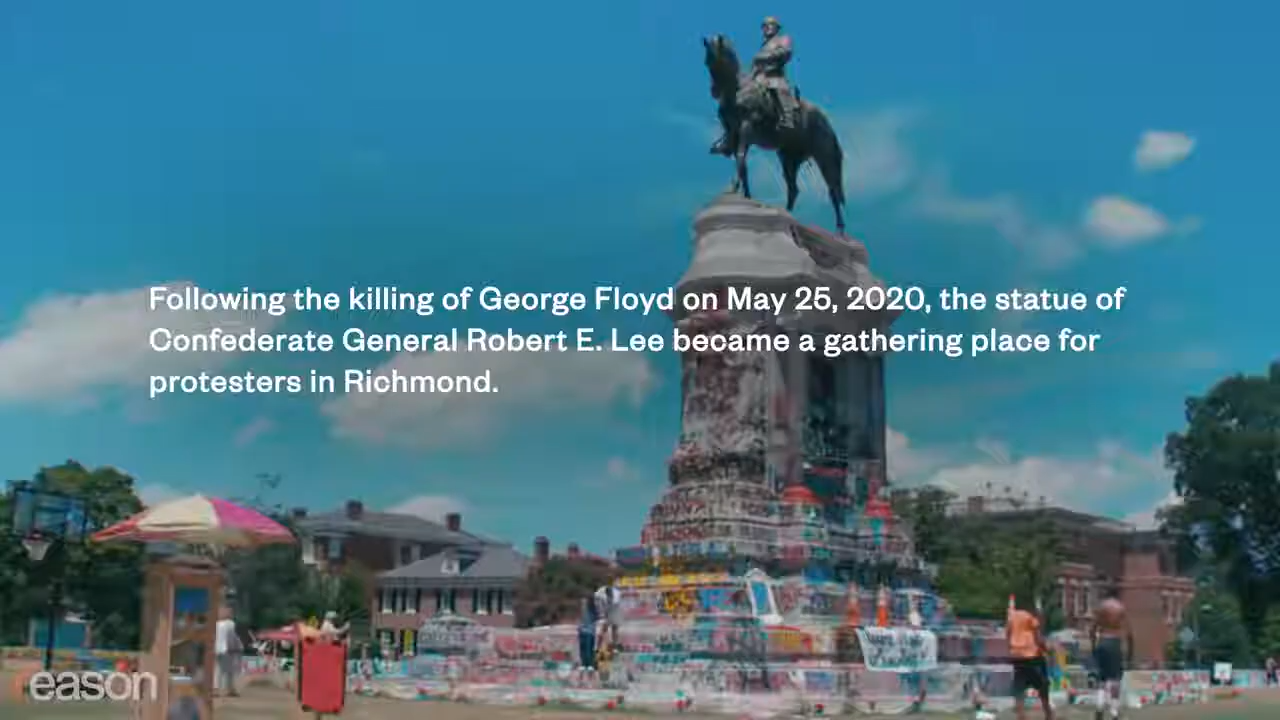 Following the killing of George Floyd on May 25, 2020, the statue of
Confederate General Robert E. Lee became a gathering place for
protesters in Richmond.
reason